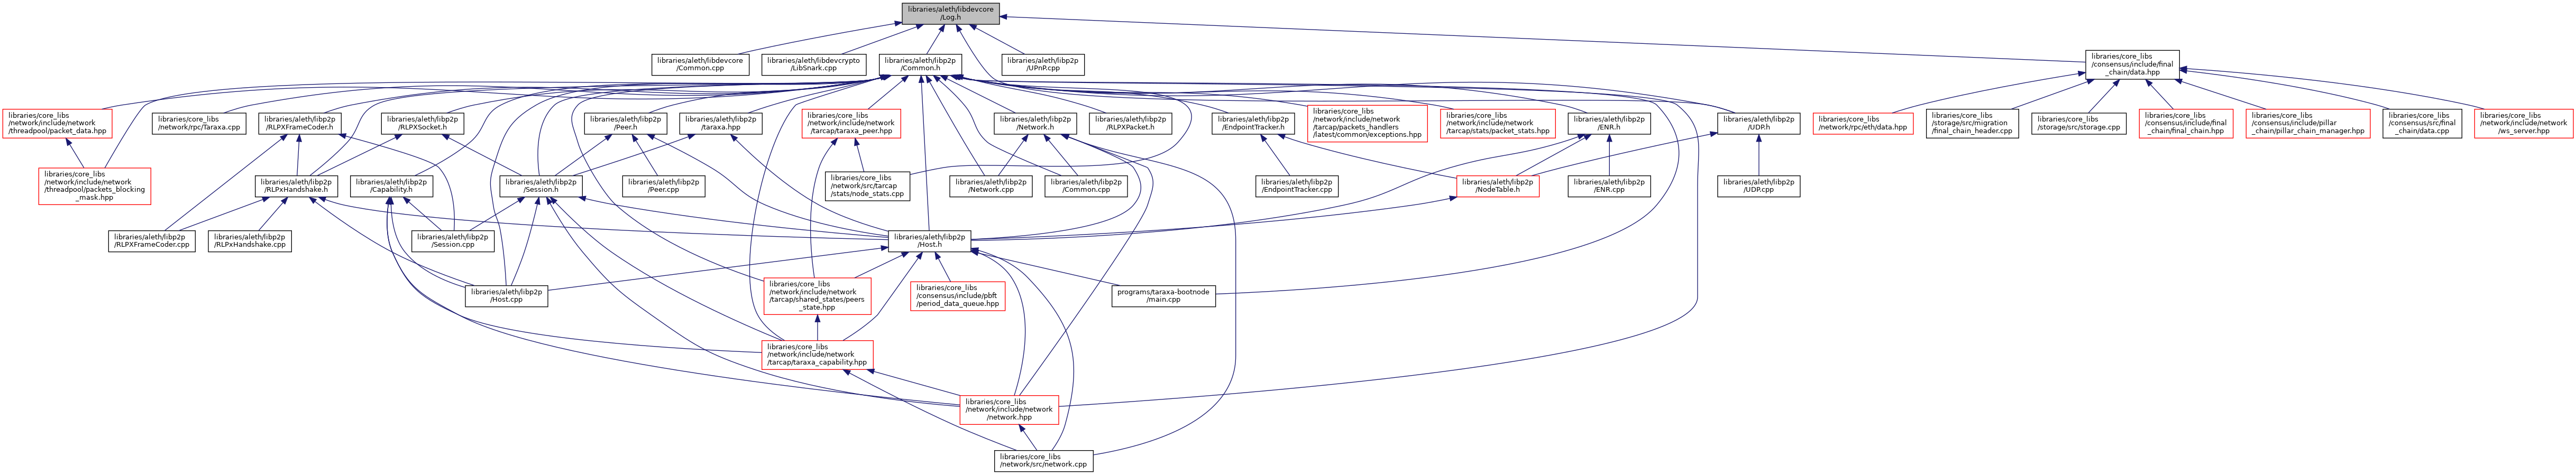 libraries/aleth/libdevcore
/Log.h
libraries/aleth/libdevcore
/Common.cpp
libraries/aleth/libdevcrypto
/LibSnark.cpp
libraries/aleth/libp2p
/Common.h
libraries/aleth/libp2p
/UPnP.cpp
libraries/core_libs
/consensus/include/final
_chain/data.hpp
libraries/core_libs
/network/include/network
/threadpool/packet_data.hpp
libraries/core_libs
/network/rpc/Taraxa.cpp
libraries/aleth/libp2p
/RLPXFrameCoder.h
libraries/aleth/libp2p
/RLPXSocket.h
libraries/aleth/libp2p
/Peer.h
libraries/aleth/libp2p
/taraxa.hpp
libraries/core_libs
/network/include/network
/tarcap/taraxa_peer.hpp
libraries/aleth/libp2p
/Network.h
libraries/aleth/libp2p
/RLPXPacket.h
libraries/aleth/libp2p
/EndpointTracker.h
libraries/core_libs
/network/include/network
/tarcap/packets_handlers
/latest/common/exceptions.hpp
libraries/core_libs
/network/include/network
/tarcap/stats/packet_stats.hpp
libraries/aleth/libp2p
/ENR.h
libraries/aleth/libp2p
/UDP.h
libraries/core_libs
/network/rpc/eth/data.hpp
libraries/core_libs
/storage/src/migration
/final_chain_header.cpp
libraries/core_libs
/storage/src/storage.cpp
libraries/core_libs
/consensus/include/final
_chain/final_chain.hpp
libraries/core_libs
/consensus/include/pillar
_chain/pillar_chain_manager.hpp
libraries/core_libs
/consensus/src/final
_chain/data.cpp
libraries/core_libs
/network/include/network
/ws_server.hpp
libraries/core_libs
/network/include/network
/threadpool/packets_blocking
_mask.hpp
libraries/aleth/libp2p
/RLPxHandshake.h
libraries/aleth/libp2p
/Capability.h
libraries/aleth/libp2p
/Session.h
libraries/aleth/libp2p
/Peer.cpp
libraries/core_libs
/network/src/tarcap
/stats/node_stats.cpp
libraries/aleth/libp2p
/Network.cpp
libraries/aleth/libp2p
/Common.cpp
libraries/aleth/libp2p
/EndpointTracker.cpp
libraries/aleth/libp2p
/NodeTable.h
libraries/aleth/libp2p
/ENR.cpp
libraries/aleth/libp2p
/UDP.cpp
libraries/aleth/libp2p
/RLPXFrameCoder.cpp
libraries/aleth/libp2p
/RLPxHandshake.cpp
libraries/aleth/libp2p
/Session.cpp
libraries/aleth/libp2p
/Host.h
libraries/aleth/libp2p
/Host.cpp
libraries/core_libs
/network/include/network
/tarcap/shared_states/peers
_state.hpp
libraries/core_libs
/consensus/include/pbft
/period_data_queue.hpp
programs/taraxa-bootnode
/main.cpp
libraries/core_libs
/network/include/network
/tarcap/taraxa_capability.hpp
libraries/core_libs
/network/include/network
/network.hpp
libraries/core_libs
/network/src/network.cpp